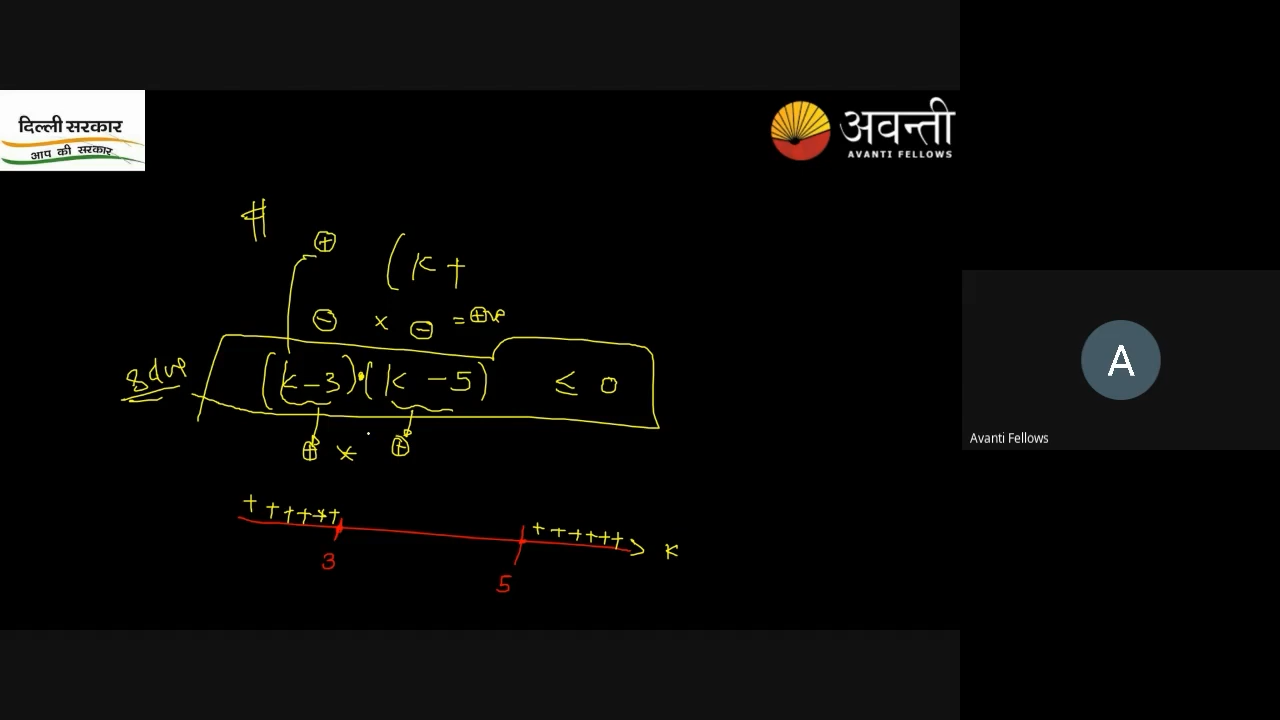 दिल्ली सरकार
आप की सरकार
अवन्ती
AVANTI FELLOWS
⊕ (K +
⊖ × ⊖ = ⊕ve
Solve (K - 3) • (K - 5) ≤ 0
⊕ × ⊕
+ + + + + + + + + + + + > K
3 5
A
Avanti Fellows